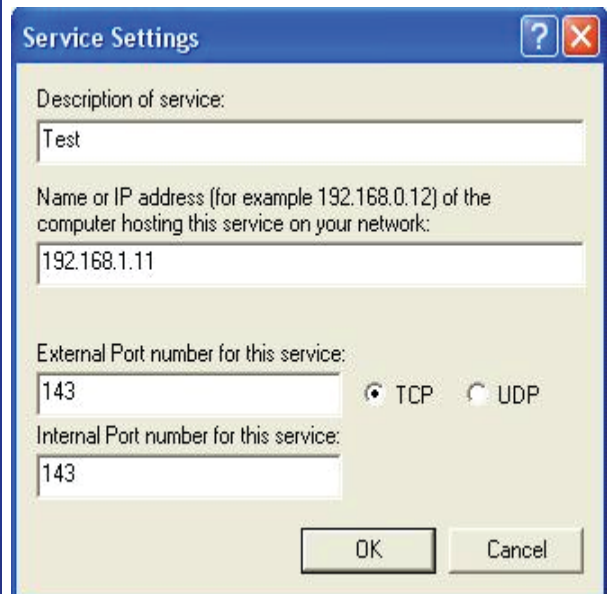 Service Settings
Description of service:
Test
Name or IP address (for example 192.168.0.12) of the
computer hosting this service on your network:
192.168.1.11
External Port number for this service:
143
TCP
UDP
Internal Port number for this service:
143
OK
Cancel